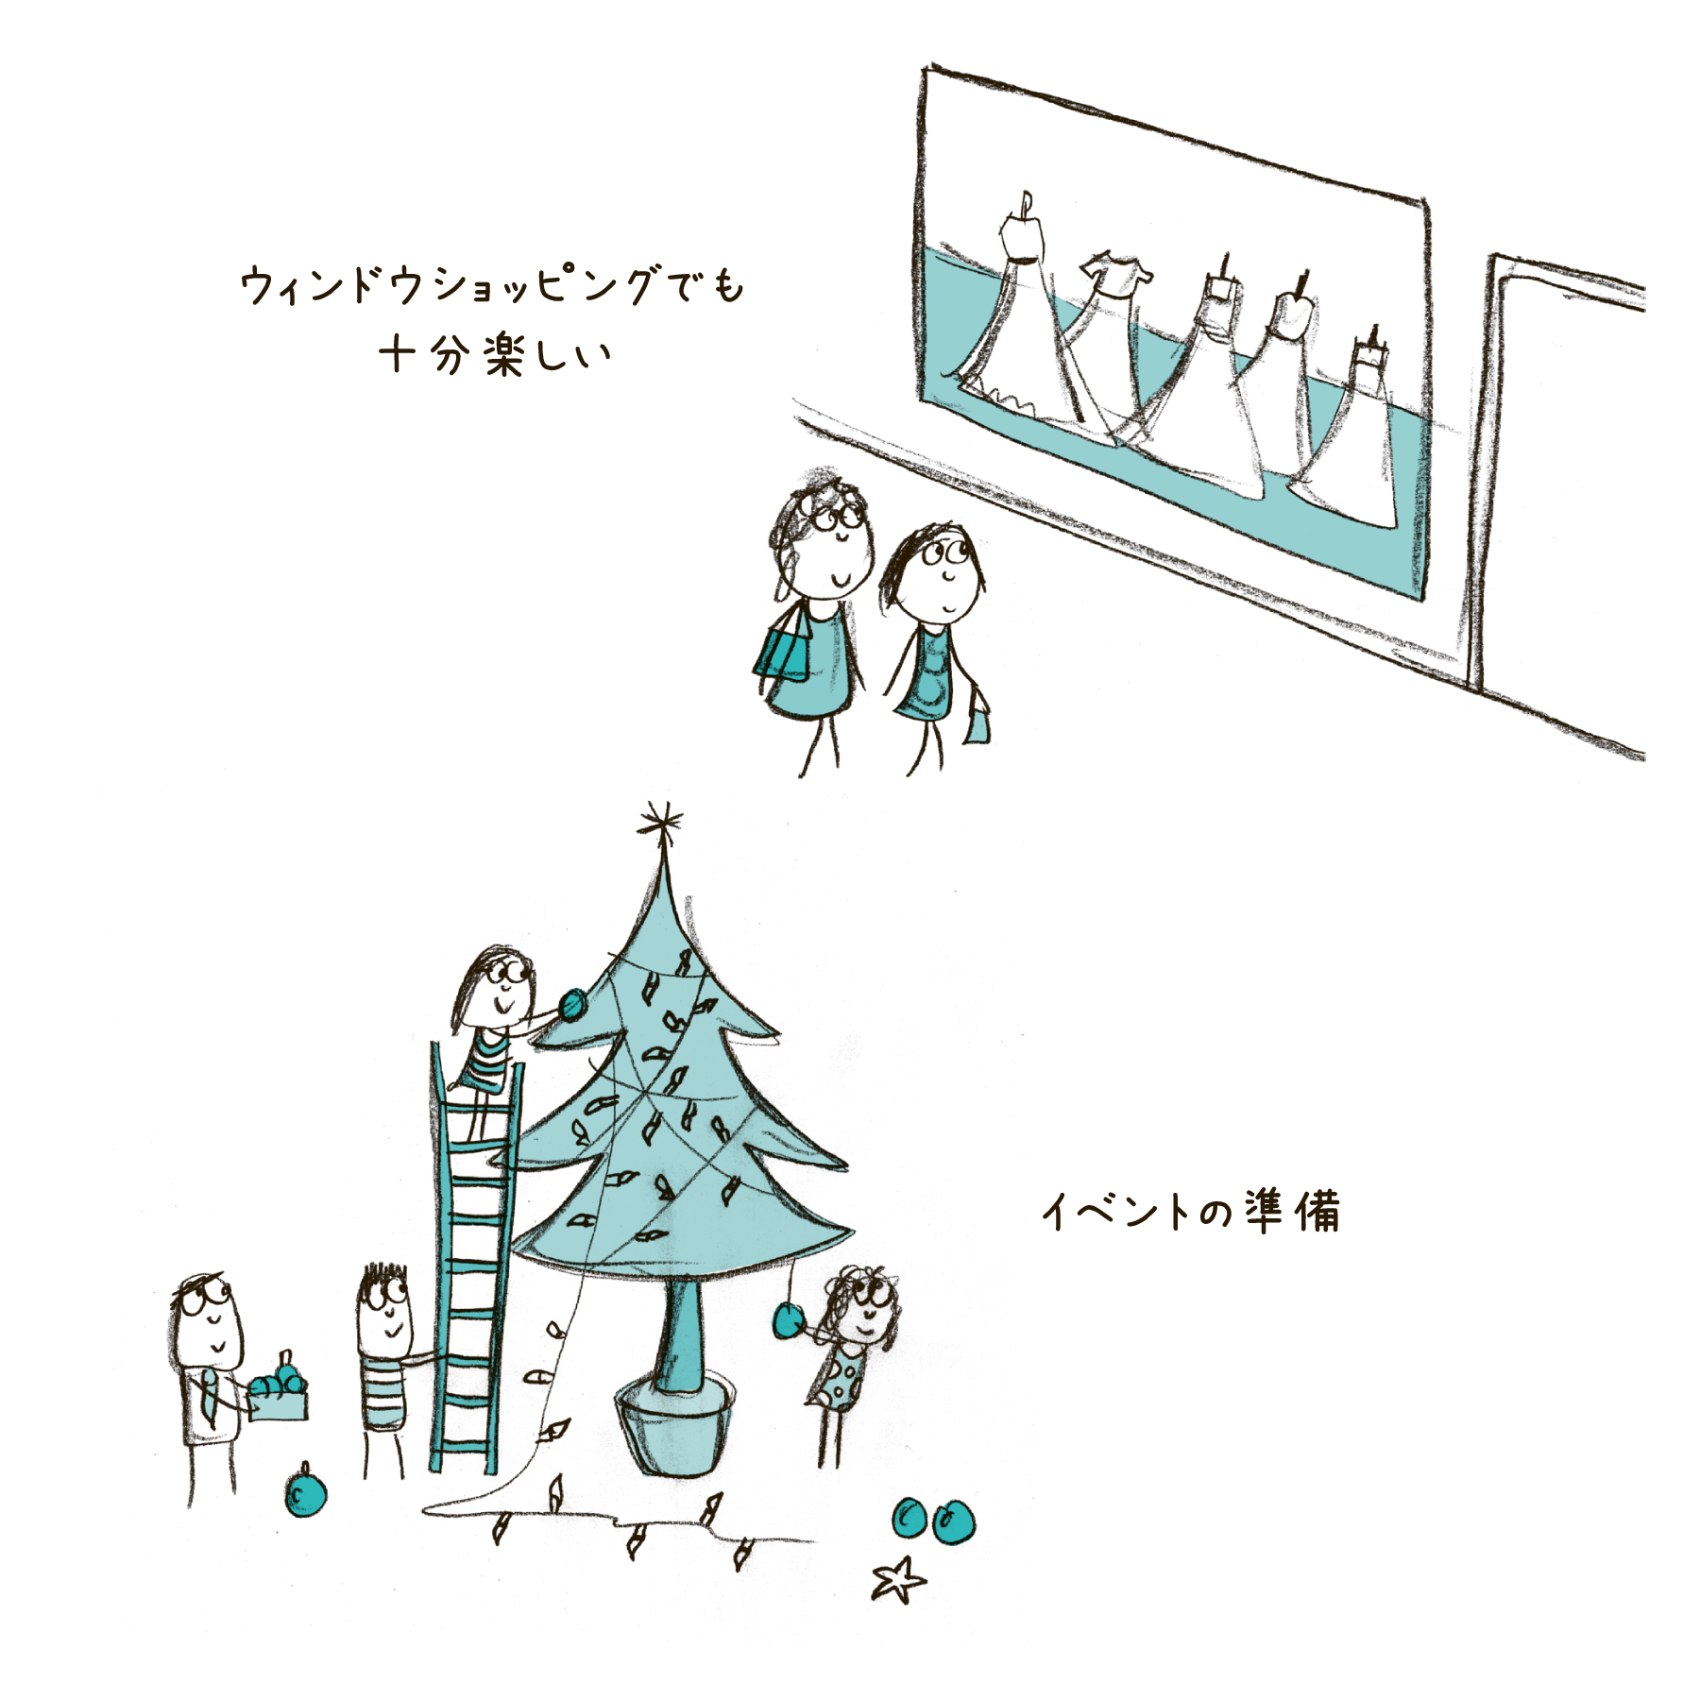 ウィンドウショッピングでも
十分楽しい
イベントの準備